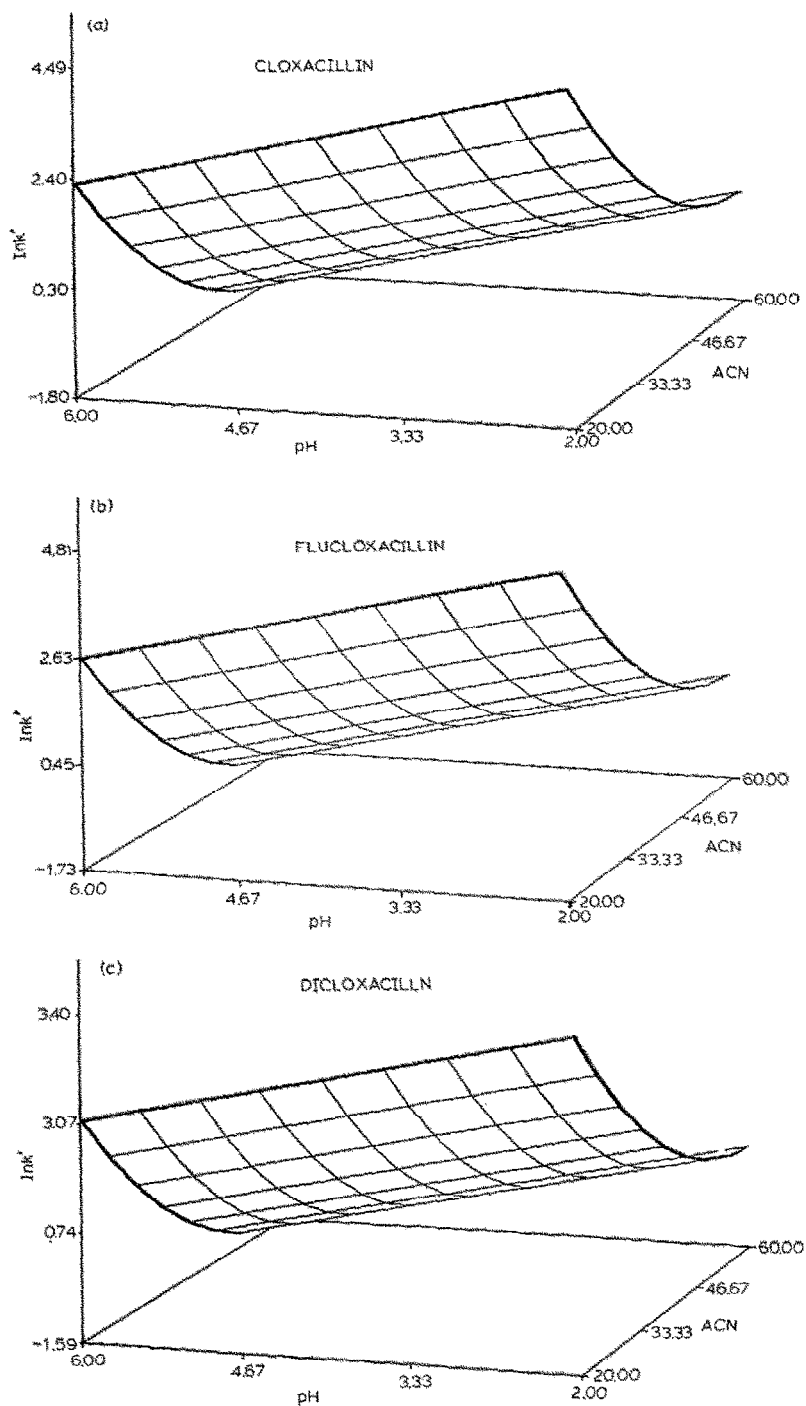 (a)
CLOXACILLIN
4,49
2,40
lnk'
0,30
-1,80
6,00
4,67
3,33
2,00
pH
20,00
33,33
46,67
60,00
ACN
(b)
FLUCLOXACILLIN
4,81
2,63
lnk'
0,45
-1,73
6,00
4,67
3,33
2,00
pH
20,00
33,33
46,67
60,00
ACN
(c)
DICLOXACILLN
3,40
3,07
lnk'
0,74
-1,59
6,00
4,67
3,33
2,00
pH
20,00
33,33
46,67
60,00
ACN